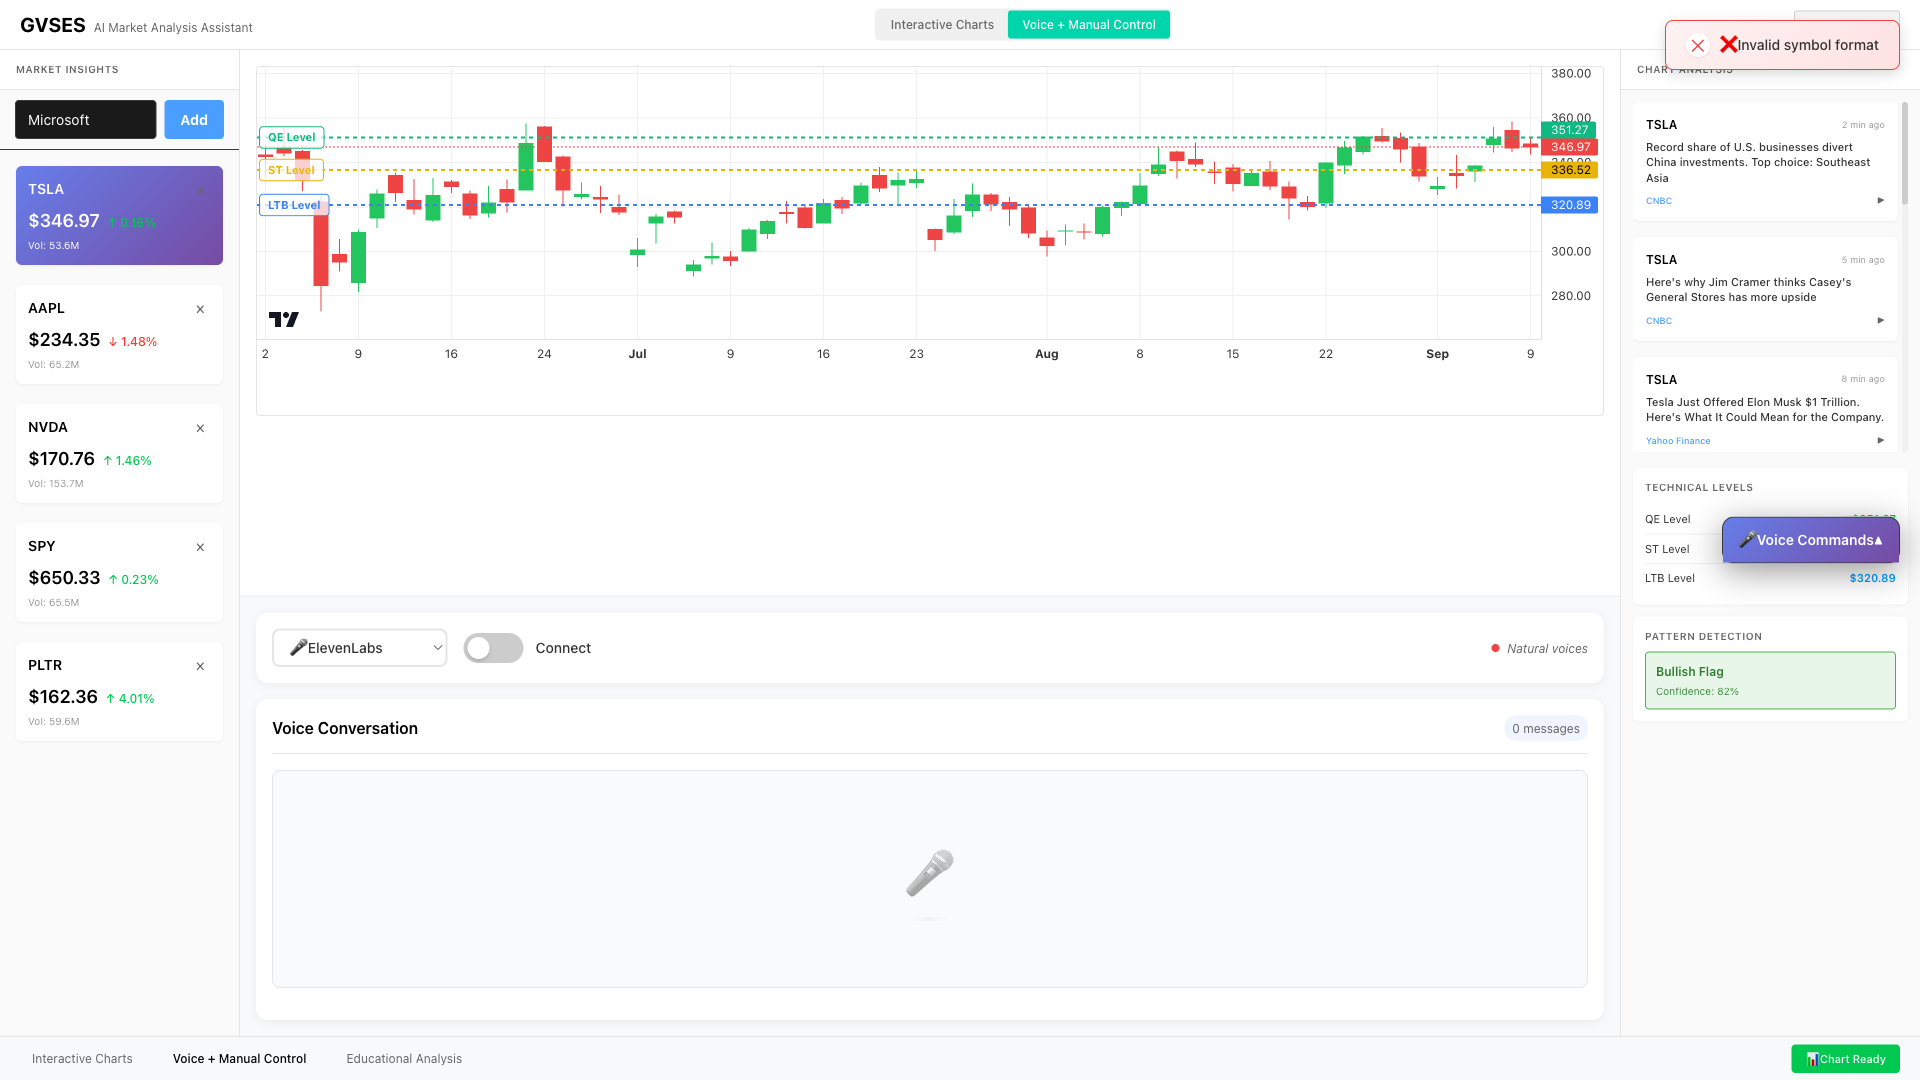 GVSES AI Market Analysis Assistant
Interactive Charts
Voice + Manual Control
❌Invalid symbol format
MARKET INSIGHTS
Microsoft
Add
TSLA
$346.97 ↑ 0.16%
Vol: 53.6M
AAPL ×
$234.35 ↓ 1.48%
Vol: 65.2M
NVDA ×
$170.76 ↑ 1.46%
Vol: 153.7M
SPY ×
$650.33 ↑ 0.23%
Vol: 65.5M
PLTR ×
$162.36 ↑ 4.01%
Vol: 59.6M
QE Level
ST Level
LTB Level
380.00
360.00
351.27
346.97
340.00
336.52
320.89
300.00
280.00
2 9 16 24 Jul 9 16 23 Aug 8 15 22 Sep 9
🎤ElevenLabs
Connect
Natural voices
Voice Conversation
0 messages
CHART ANALYSIS
TSLA 2 min ago
Record share of U.S. businesses divert
China investments. Top choice: Southeast
Asia
CNBC ▶
TSLA 5 min ago
Here's why Jim Cramer thinks Casey's
General Stores has more upside
CNBC ▶
TSLA 8 min ago
Tesla Just Offered Elon Musk $1 Trillion.
Here's What It Could Mean for the Company.
Yahoo Finance ▶
TECHNICAL LEVELS
QE Level
ST Level
🎤Voice Commands▲
LTB Level $320.89
PATTERN DETECTION
Bullish Flag
Confidence: 82%
Interactive Charts
Voice + Manual Control
Educational Analysis
📊Chart Ready